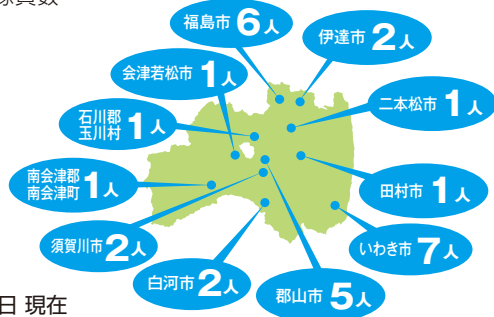 福島市 6人
伊達市 2人
会津若松市 1人
二本松市 1人
石川郡
玉川村 1人
南会津郡
南会津町 1人
田村市 1人
須賀川市 2人
いわき市 7人
白河市 2人
郡山市 5人
日 現在